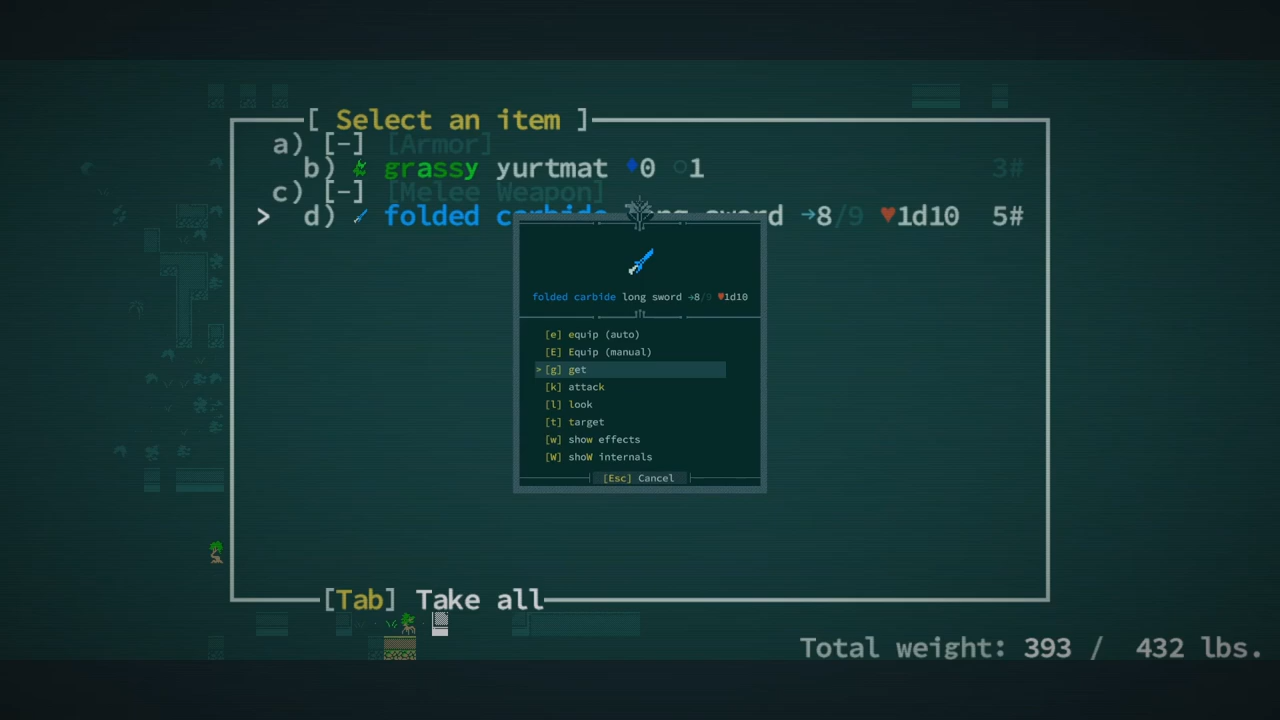 [ Select an item ]
a) [-] [Armor]
b) grassy yurtmat ♦0 ○1 3#
c) [-] [Melee Weapon]
> d) folded carbide long sword →8/9 ♥1d10 5#
folded carbide long sword →8/9 ♥1d10
[e] equip (auto)
[E] Equip (manual)
> [g] get
[k] attack
[l] look
[t] target
[w] show effects
[W] shoW internals
[Esc] Cancel
[Tab] Take all
Total weight: 393 / 432 lbs.